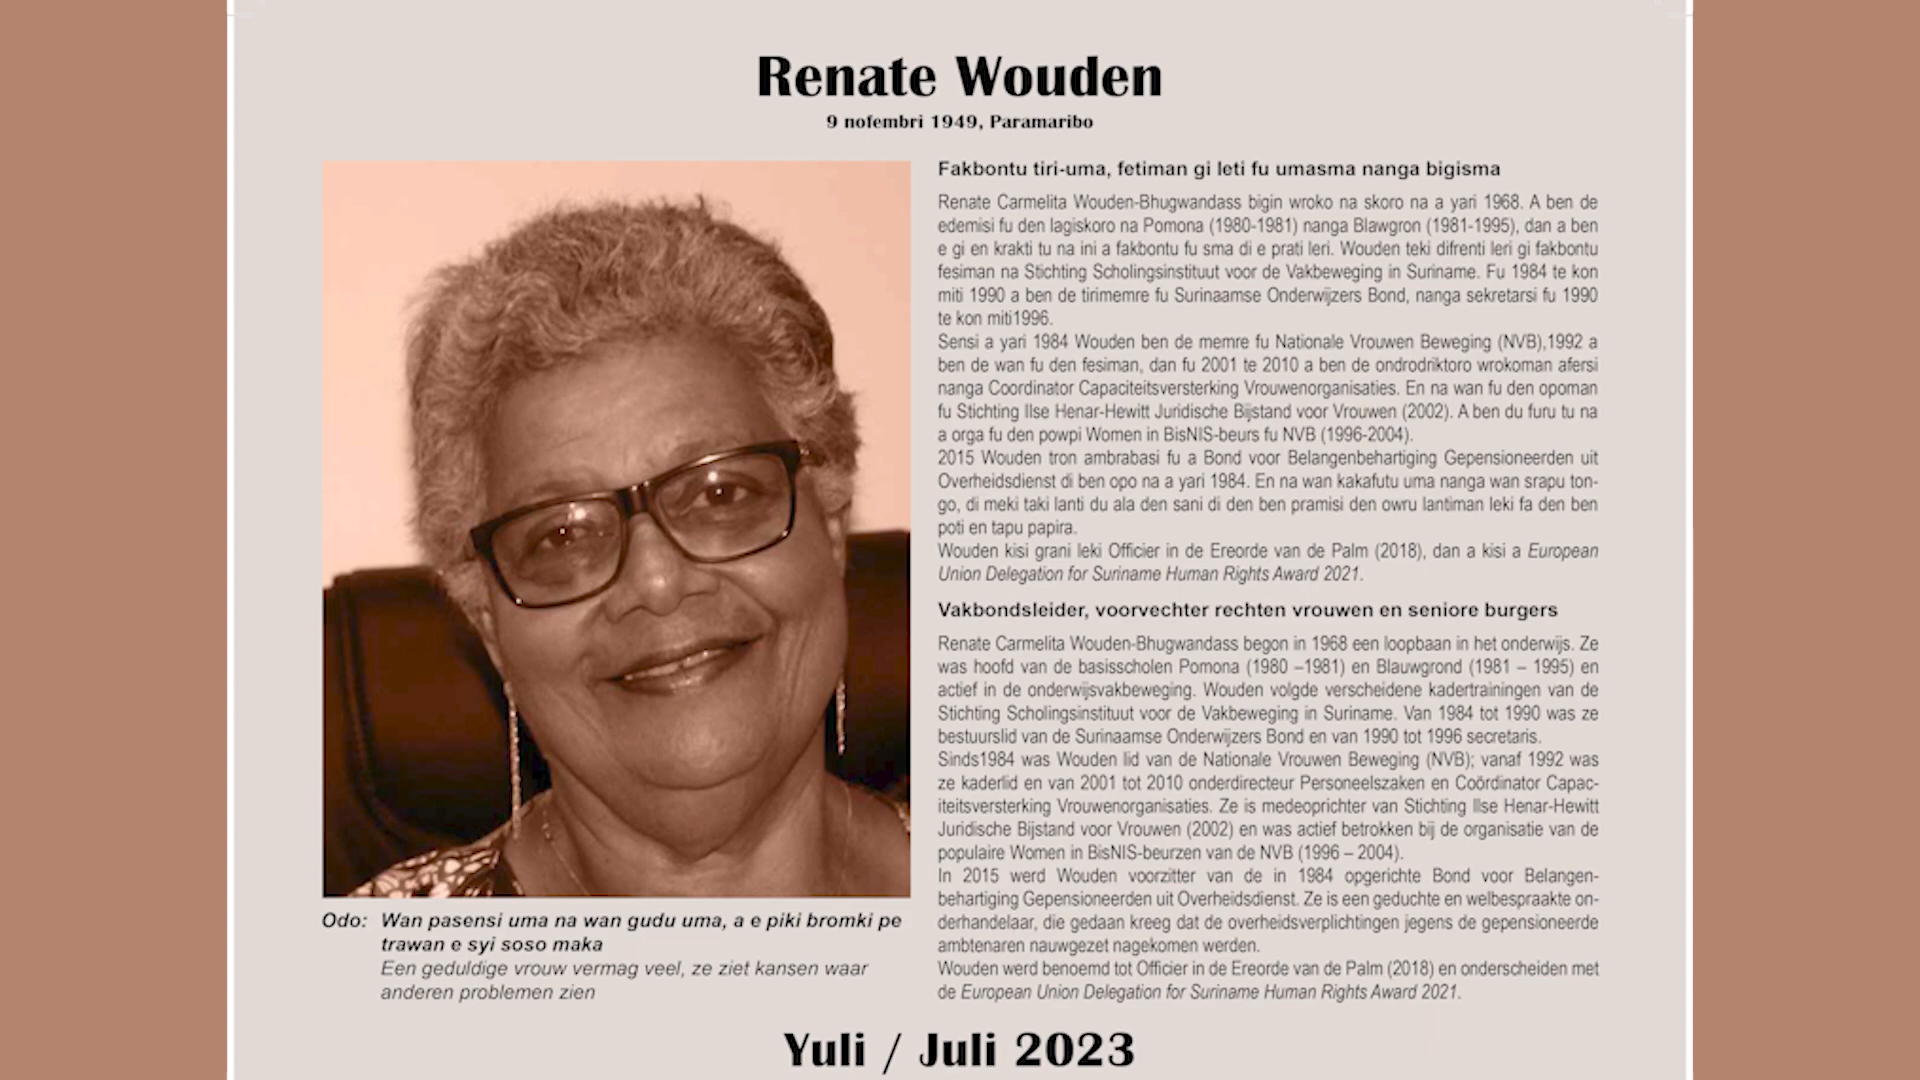 Renate Wouden
9 nofembri 1949, Paramaribo
Fakbontu tiri-uma, fetiman gi leti fu umasma nanga bigisma
Renate Carmelita Wouden-Bhugwandass bigin wroko na skoro na a yari 1968. A ben de
edemisi fu den lagiskoro na Pomona (1980-1981) nanga Blawgron (1981-1995), dan a ben
e gi en krakti tu na ini a fakbontu fu sma di e prati leri. Wouden teki difrenti leri gi fakbontu
fesiman na Stichting Scholingsinstituut voor de Vakbeweging in Suriname. Fu 1984 te kon
miti 1990 a ben de tirimemre fu Surinaamse Onderwijzers Bond, nanga sekretarsi fu 1990
te kon miti1996.
Sensi a yari 1984 Wouden ben de memre fu Nationale Vrouwen Beweging (NVB),1992 a
ben de wan fu den fesiman, dan fu 2001 te 2010 a ben de ondrodriktoro wrokoman afersi
nanga Coordinator Capaciteitsversterking Vrouwenorganisaties. En na wan fu den opoman
fu Stichting Ilse Henar-Hewitt Juridische Bijstand voor Vrouwen (2002). A ben du furu tu na
a orga fu den powpi Women in BisNIS-beurs fu NVB (1996-2004).
2015 Wouden tron ambrabasi fu a Bond voor Belangenbehartiging Gepensioneerden uit
Overheidsdienst di ben opo na a yari 1984. En na wan kakafutu uma nanga wan srapu ton-
go, di meki taki lanti du ala den sani di den ben pramisi den owru lantiman leki fa den ben
poti en tapu papira.
Wouden kisi grani leki Officier in de Ereorde van de Palm (2018), dan a kisi a European
Union Delegation for Suriname Human Rights Award 2021.
Vakbondsleider, voorvechter rechten vrouwen en seniore burgers
Renate Carmelita Wouden-Bhugwandass begon in 1968 een loopbaan in het onderwijs. Ze
was hoofd van de basisscholen Pomona (1980 –1981) en Blauwgrond (1981 – 1995) en
actief in de onderwijsvakbeweging. Wouden volgde verscheidene kadertrainingen van de
Stichting Scholingsinstituut voor de Vakbeweging in Suriname. Van 1984 tot 1990 was ze
bestuurslid van de Surinaamse Onderwijzers Bond en van 1990 tot 1996 secretaris.
Sinds1984 was Wouden lid van de Nationale Vrouwen Beweging (NVB); vanaf 1992 was
ze kaderlid en van 2001 tot 2010 onderdirecteur Personeelszaken en Coördinator Capac-
iteitsversterking Vrouwenorganisaties. Ze is medeoprichter van Stichting Ilse Henar-Hewitt
Juridische Bijstand voor Vrouwen (2002) en was actief betrokken bij de organisatie van de
populaire Women in BisNIS-beurzen van de NVB (1996 – 2004).
In 2015 werd Wouden voorzitter van de in 1984 opgerichte Bond voor Belangen-
behartiging Gepensioneerden uit Overheidsdienst. Ze is een geduchte en welbespraakte on-
derhandelaar, die gedaan kreeg dat de overheidsverplichtingen jegens de gepensioneerde
ambtenaren nauwgezet nagekomen werden.
Wouden werd benoemd tot Officier in de Ereorde van de Palm (2018) en onderscheiden met
de European Union Delegation for Suriname Human Rights Award 2021.
Odo: Wan pasensi uma na wan gudu uma, a e piki bromki pe
trawan e syi soso maka
Een geduldige vrouw vermag veel, ze ziet kansen waar
anderen problemen zien
Yuli / Juli 2023